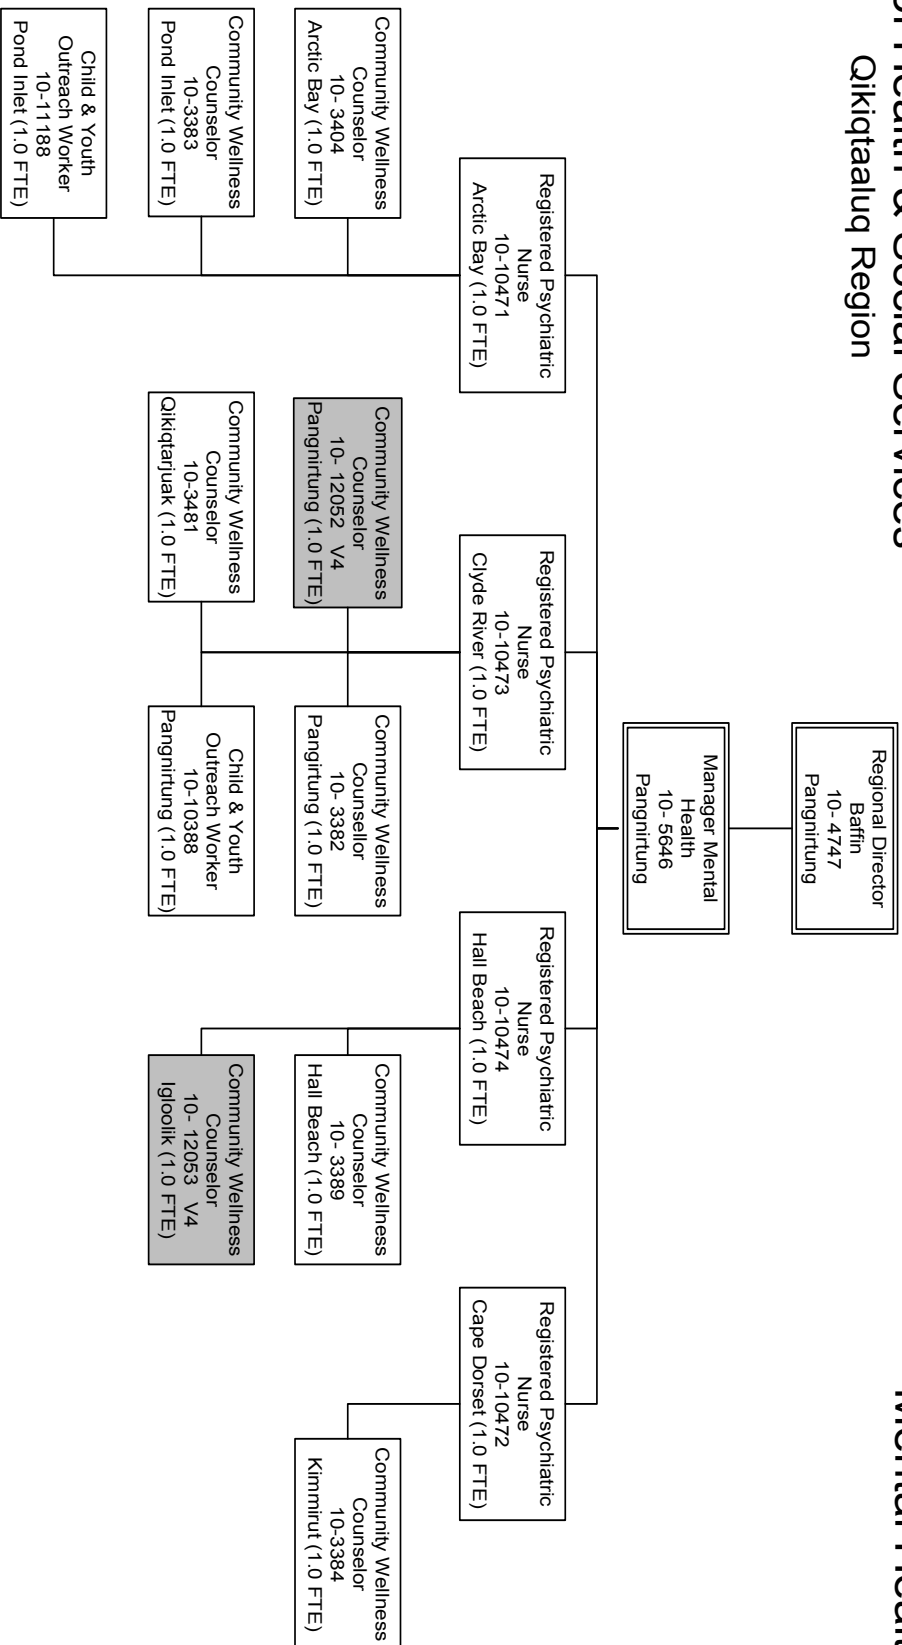 Health & Social Services
Qikiqtaaluq Region
Mental
Regional Director
Baffin
10- 4747
Pangnirtung
Manager Mental
Health
10- 5646
Pangnirtung
Registered Psychiatric
Nurse
10-10471
Arctic Bay (1.0 FTE)
Registered Psychiatric
Nurse
10-10473
Clyde River (1.0 FTE)
Registered Psychiatric
Nurse
10-10474
Hall Beach (1.0 FTE)
Registered Psychiatric
Nurse
10-10472
Cape Dorset (1.0 FTE)
Community Wellness
Counselor
10- 3404
Arctic Bay (1.0 FTE)
Community Wellness
Counselor
10- 12052 V4
Pangnirtung (1.0 FTE)
Community Wellness
Counsellor
10- 3382
Pangirtung (1.0 FTE)
Community Wellness
Counselor
10- 3389
Hall Beach (1.0 FTE)
Community Wellness
Counselor
10-3384
Kimmirut (1.0 FTE)
Community Wellness
Counselor
10-3383
Pond Inlet (1.0 FTE)
Community Wellness
Counselor
10-3481
Qikiqtarjuak (1.0 FTE)
Child & Youth
Outreach Worker
10-10388
Pangnirtung (1.0 FTE)
Community Wellness
Counselor
10- 12053 V4
Igloolik (1.0 FTE)
Child & Youth
Outreach Worker
10-11188
Pond Inlet (1.0 FTE)